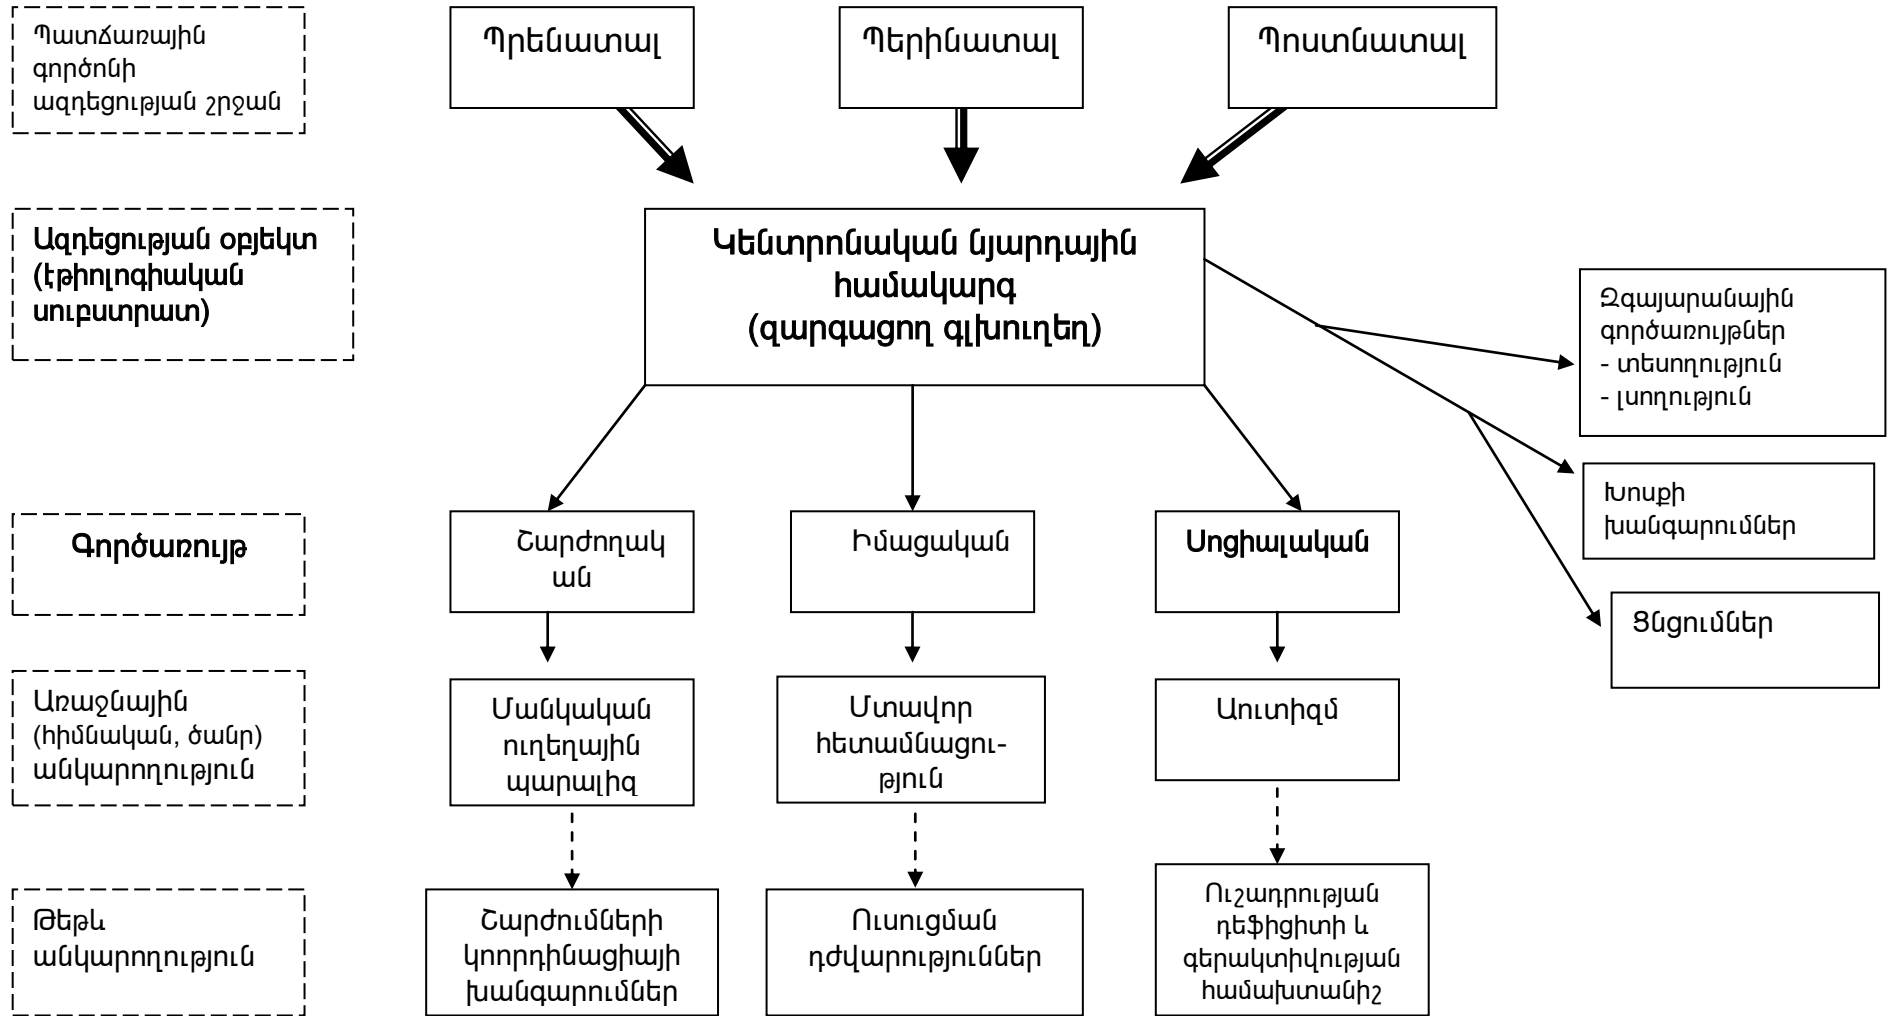 Պատճառային
գործոնի
ազդեցության շրջան
Պրենատալ
Պերինատալ
Պոստնատալ
Ազդեցության օբյեկտ
(էթիոլոգիական
սուբստրատ)
Կենտրոնական նյարդային
համակարգ
(զարգացող գլխուղեղ)
Զգայարանային
գործառույթներ
- տեսողություն
- լսողություն
Խոսքի
խանգարումներ
Ցնցումներ
Գործառույթ
Շարժողակ
ան
Իմացական
Սոցիալական
Առաջնային
(հիմնական, ծանր)
անկարողություն
Մանկական
ուղեղային
պարալիզ
Մտավոր
հետամնացու-
թյուն
Աուտիզմ
Թեթև
անկարողություն
Շարժումների
կոորդինացիայի
խանգարումներ
Ուսուցման
դժվարություններ
Ուշադրության
դեֆիցիտի և
գերակտիվության
համախտանիշ